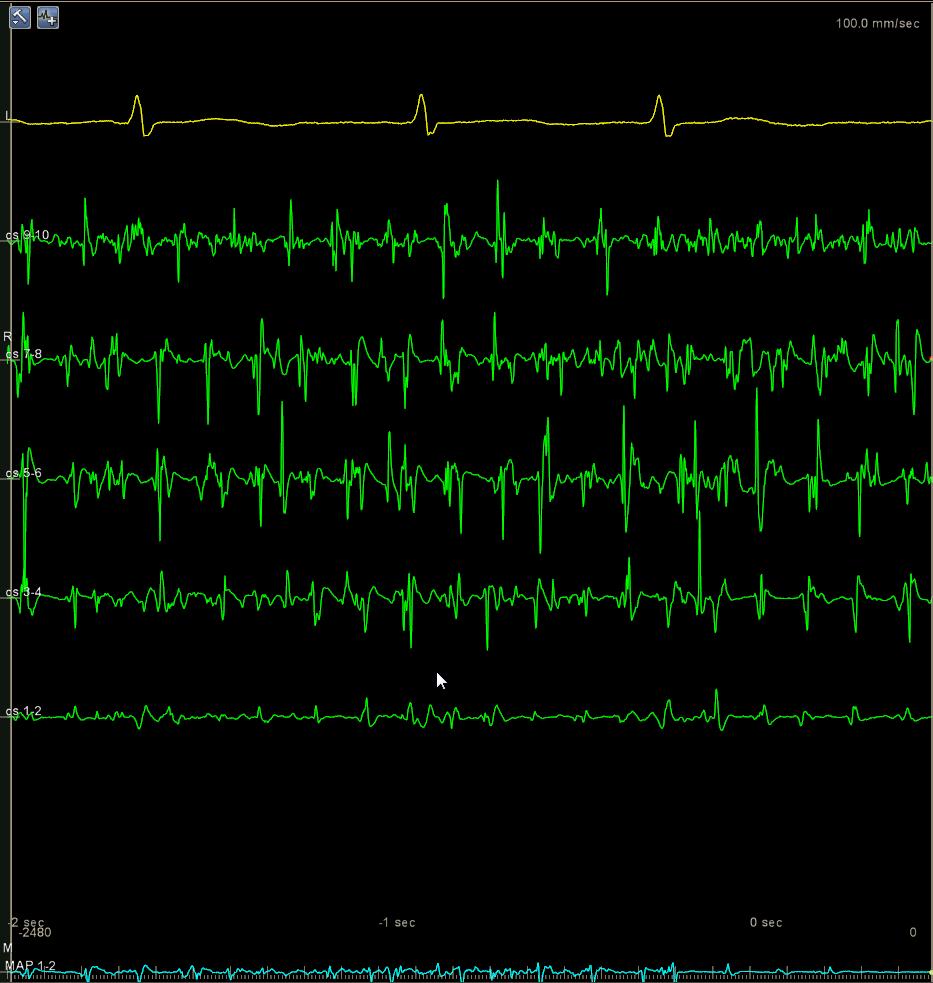 100.0 mm/sec
I
cs 9-10
R
cs 7-8
cs 5-6
cs 3-4
cs 1-2
-2 sec
-1 sec
0 sec
-2480
0
M
MAP 1-2